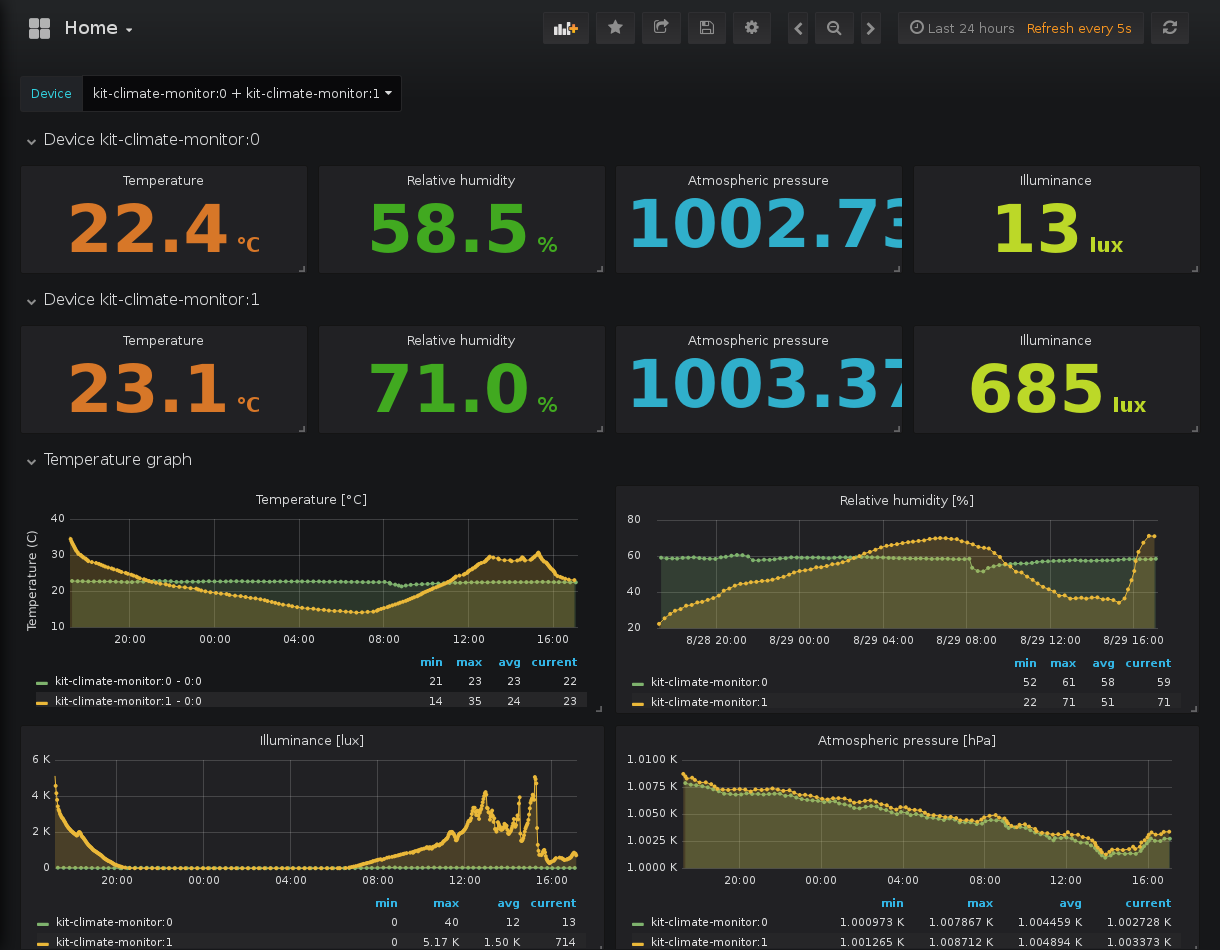 Home
Last 24 hours Refresh every 5s
Device kit-climate-monitor:0 + kit-climate-monitor:1
Device kit-climate-monitor:0
Temperature Relative humidity Atmospheric pressure Illuminance
22.4 °C 58.5 % 1002.73 13 lux
Device kit-climate-monitor:1
Temperature Relative humidity Atmospheric pressure Illuminance
23.1 °C 71.0 % 1003.37 685 lux
Temperature graph
Temperature [°C]
Temperature (C)
40
30
20
10
20:00 00:00 04:00 08:00 12:00 16:00
min max avg current
kit-climate-monitor:0 - 0:0 21 23 23 22
kit-climate-monitor:1 - 0:0 14 35 24 23
Relative humidity [%]
80
60
40
20
8/28 20:00 8/29 00:00 8/29 04:00 8/29 08:00 8/29 12:00 8/29 16:00
min max avg current
kit-climate-monitor:0 52 61 58 59
kit-climate-monitor:1 22 71 51 71
Illuminance [lux]
6 K
4 K
2 K
0
20:00 00:00 04:00 08:00 12:00 16:00
min max avg current
kit-climate-monitor:0 0 40 12 13
kit-climate-monitor:1 0 5.17 K 1.50 K 714
Atmospheric pressure [hPa]
1.0100 K
1.0075 K
1.0050 K
1.0025 K
1.0000 K
20:00 00:00 04:00 08:00 12:00 16:00
min max avg current
kit-climate-monitor:0 1.000973 K 1.007867 K 1.004459 K 1.002728 K
kit-climate-monitor:1 1.001265 K 1.008712 K 1.004894 K 1.003373 K